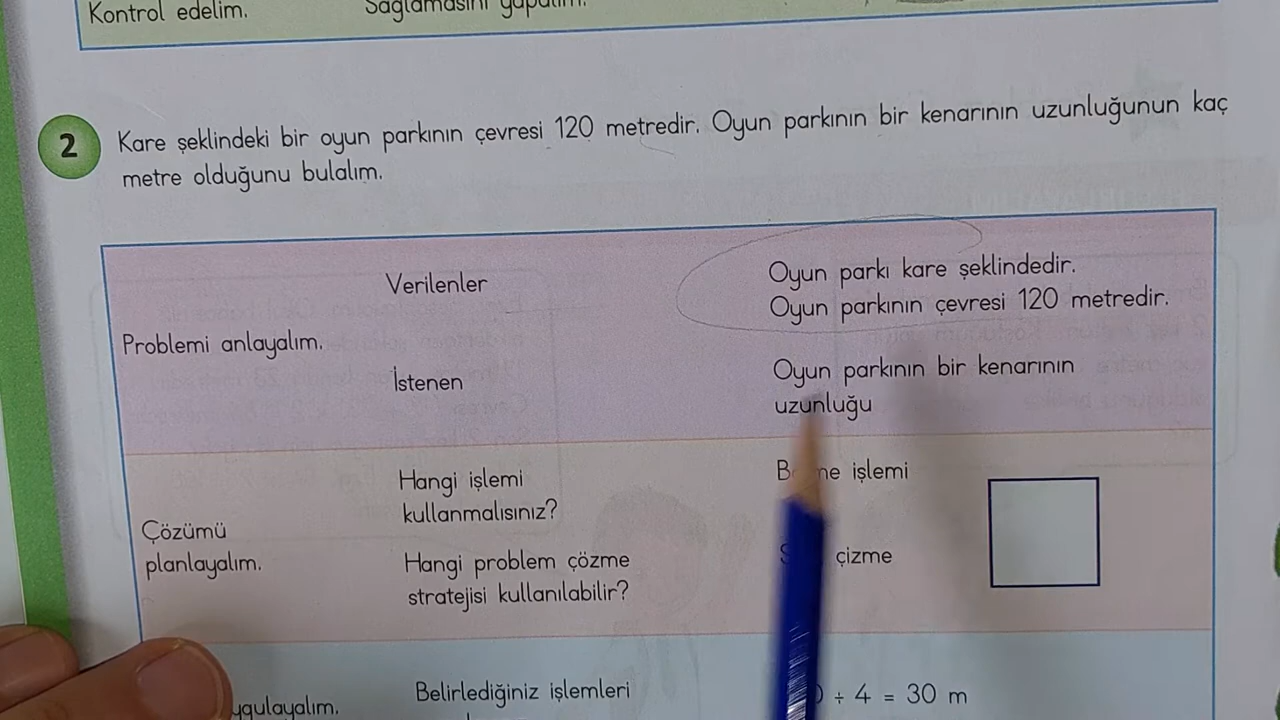 Kontrol edelim. Sağlamasını yapalım.
2 Kare şeklindeki bir oyun parkının çevresi 120 metredir. Oyun parkının bir kenarının uzunluğunun kaç
metre olduğunu bulalım.
Problemi anlayalım.
Verilenler
Oyun parkı kare şeklindedir.
Oyun parkının çevresi 120 metredir.
İstenen
Oyun parkının bir kenarının
uzunluğu
Çözümü
planlayalım.
Hangi işlemi
kullanmalısınız?
işlemi
Hangi problem çözme
stratejisi kullanılabilir?
çizme
Belirlediğiniz işlemleri
÷ 4 = 30 m